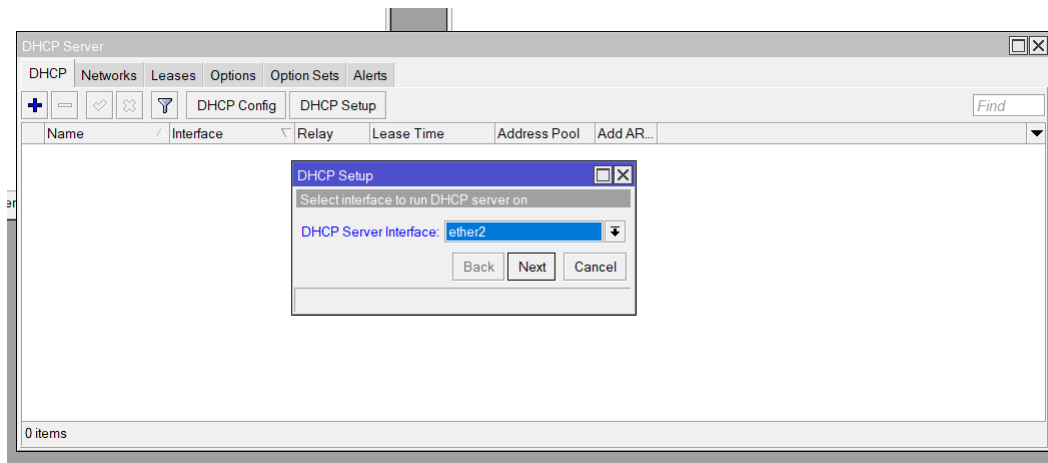 DHCP Server
DHCP Networks Leases Options Option Sets Alerts
DHCP Config DHCP Setup Find
Name Interface Relay Lease Time Address Pool Add AR...
DHCP Setup
Select interface to run DHCP server on
er
DHCP Server Interface: ether2
Back Next Cancel
0 items